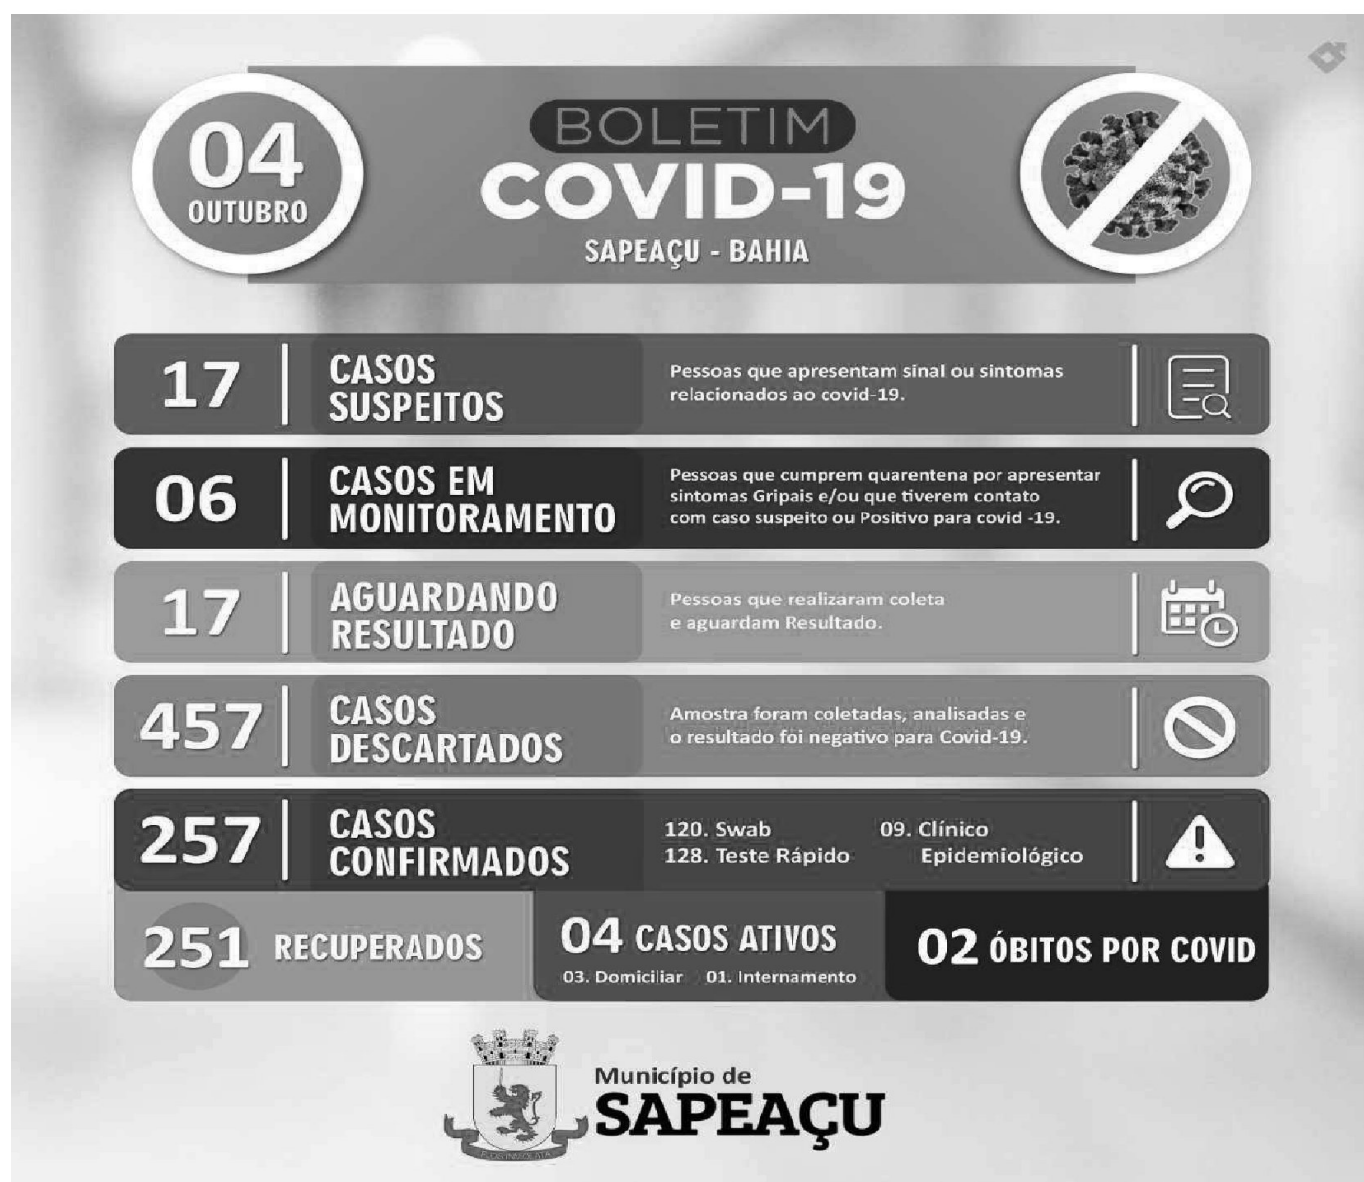 04
OUTUBRO
BOLETIM
COVID-19
SAPEAÇU - BAHIA
17
CASOS
SUSPEITOS
Pessoas que apresentam sinal ou sintomas
relacionados ao covid-19.
06
CASOS EM
MONITORAMENTO
Pessoas que cumprem quarentena por apresentar
sintomas Gripais e/ou que tiverem contato
com caso suspeito ou Positivo para covid -19.
17
AGUARDANDO
RESULTADO
Pessoas que realizaram coleta
e aguardam Resultado.
457
CASOS
DESCARTADOS
Amostra foram coletadas, analisadas e
o resultado foi negativo para Covid-19.
257
CASOS
CONFIRMADOS
120. Swab
128. Teste Rápido
09. Clínico
Epidemiológico
251 RECUPERADOS
04 CASOS ATIVOS
03. Domiciliar 01. Internamento
02 ÓBITOS POR COVID
Município de
SAPEAÇU